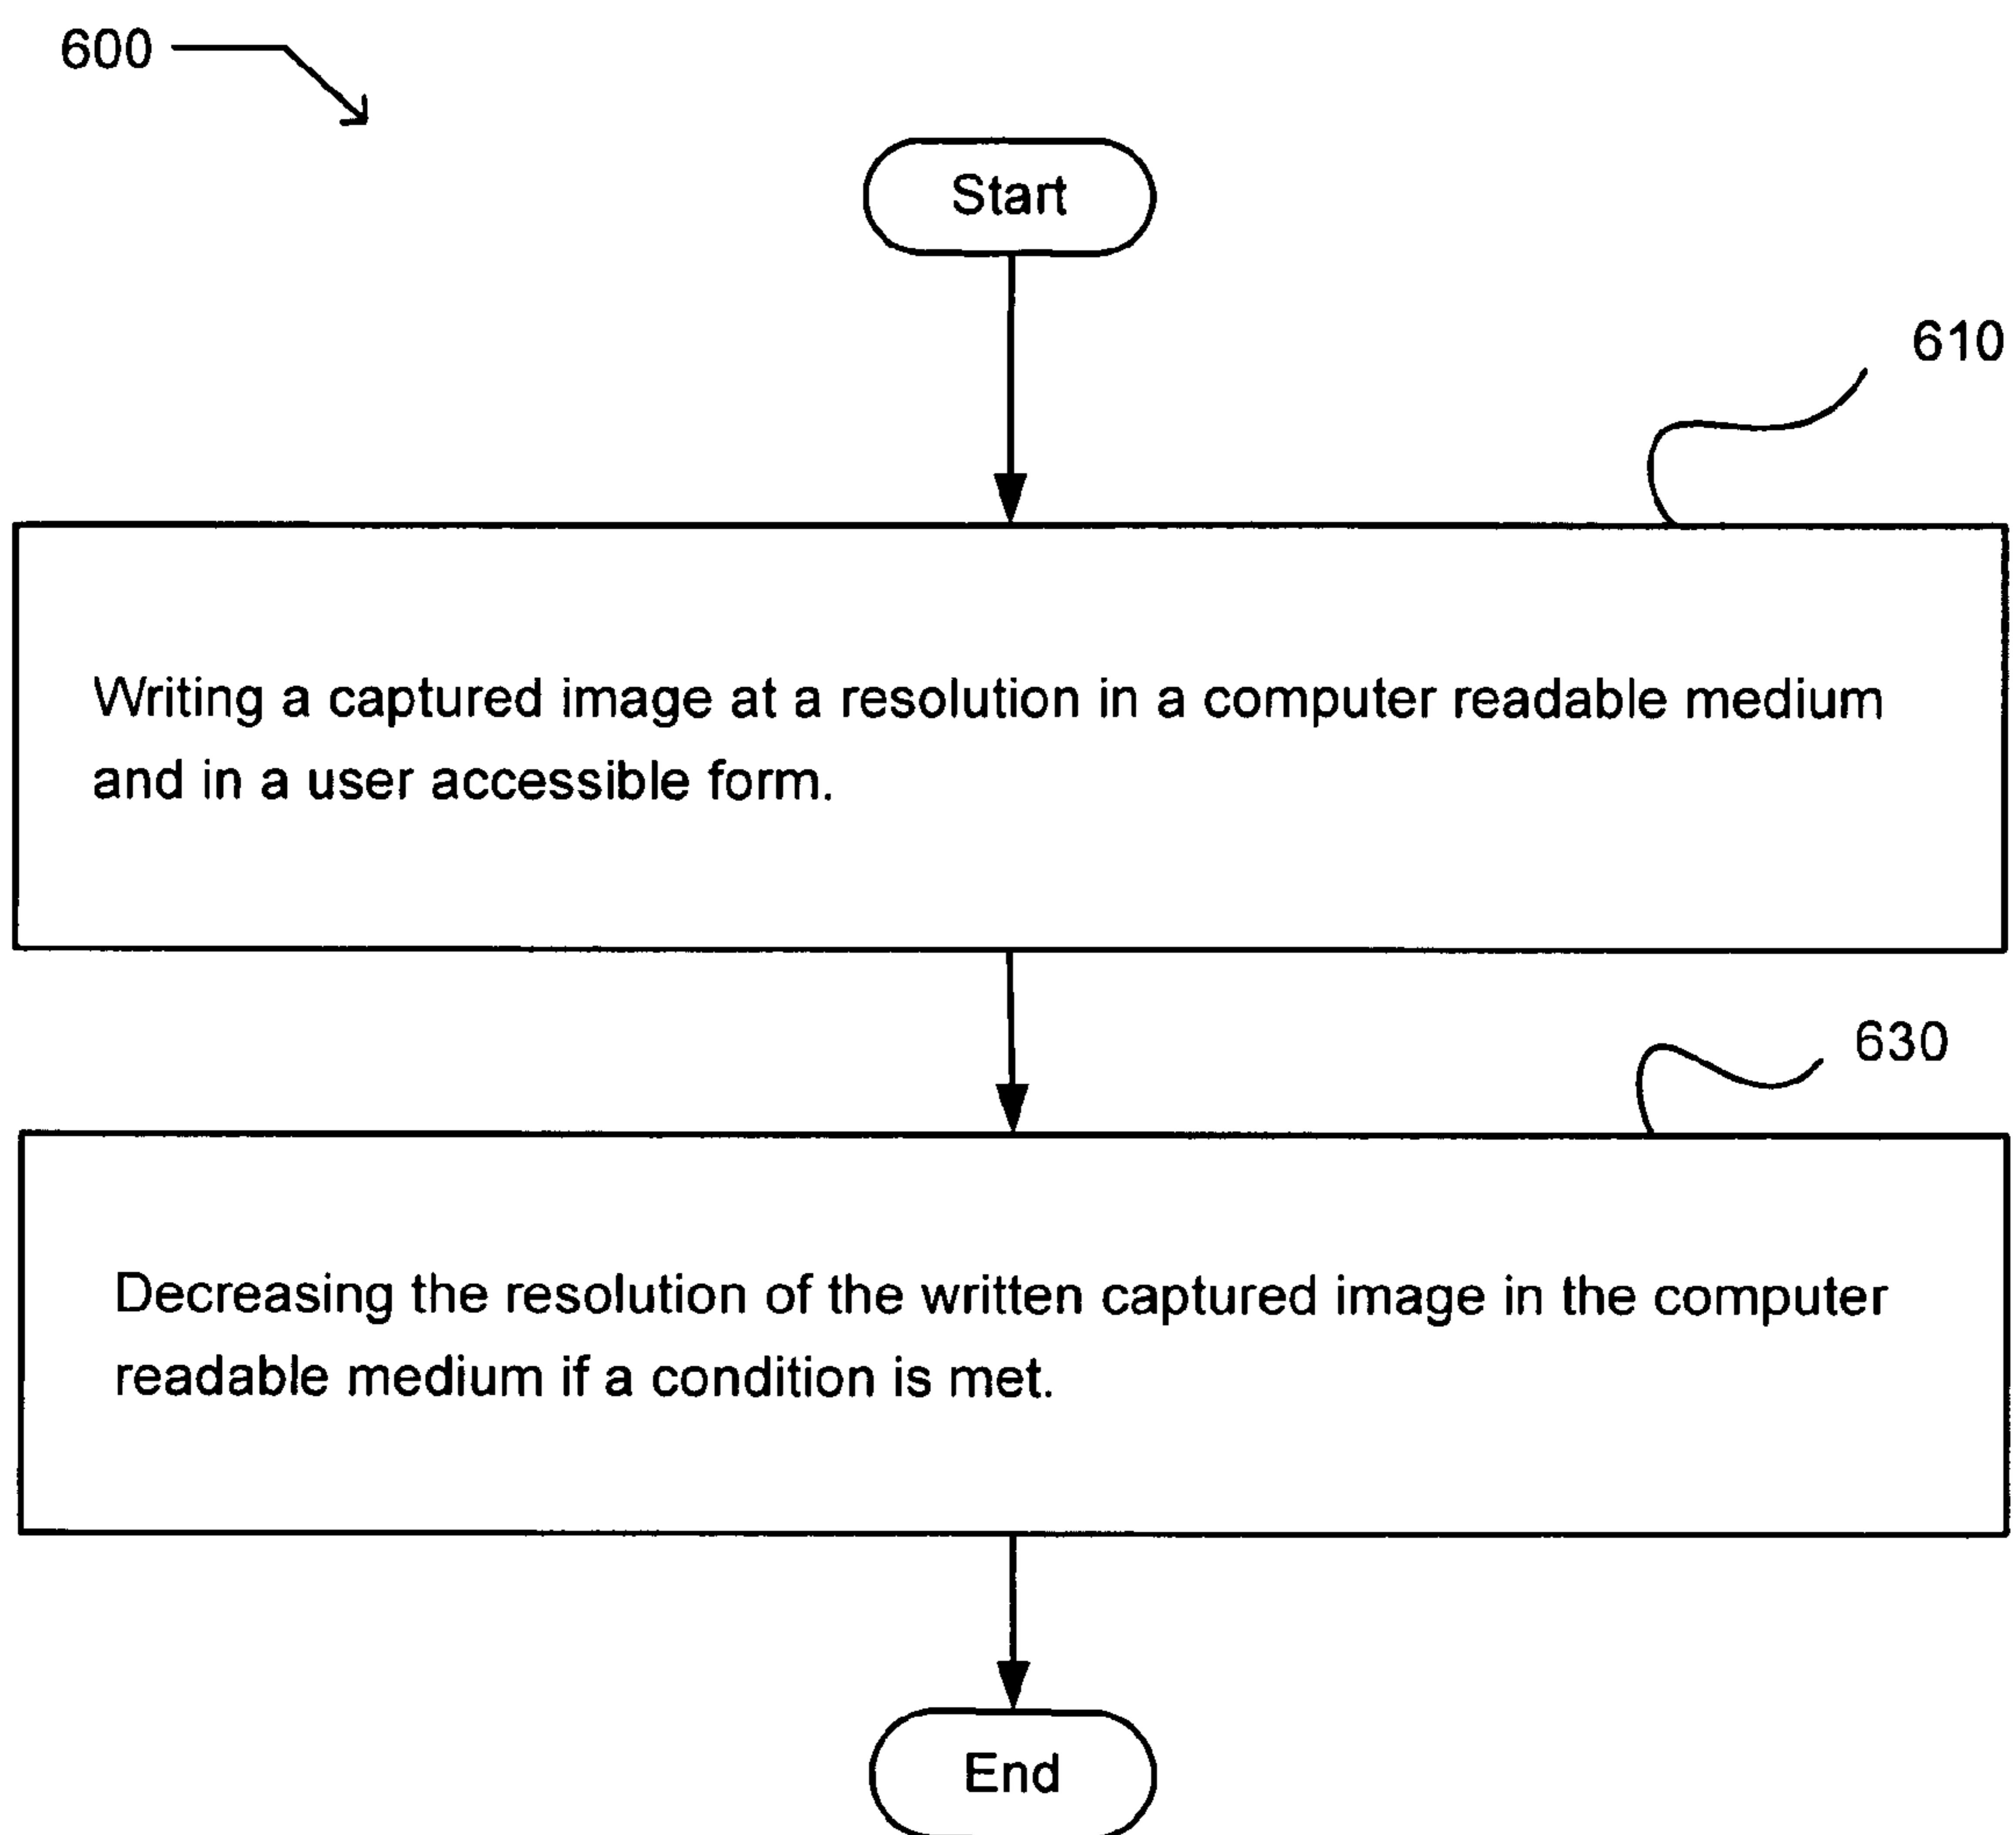 600
Start
610
Writing a captured image at a resolution in a computer readable medium
and in a user accessible form.
630
Decreasing the resolution of the written captured image in the computer
readable medium if a condition is met.
End